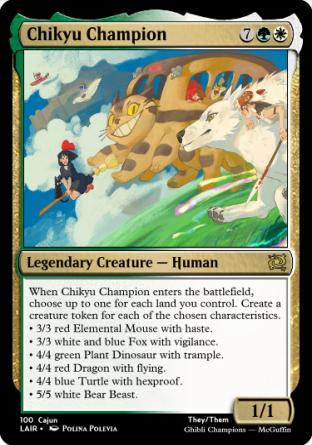 Chikyu Champion 7
Legendary Creature — Human
When Chikyu Champion enters the battlefield,
choose up to one for each land you control. Create a
creature token for each of the chosen characteristics.
• 3/3 red Elemental Mouse with haste.
• 3/3 white and blue Fox with vigilance.
• 4/4 green Plant Dinosaur with trample.
• 4/4 red Dragon with flying.
• 4/4 blue Turtle with hexproof.
• 5/5 white Bear Beast.
1/1
100 Cajun They/Them
LAIR • Polina Polevia Ghibli Champions — McGuffin